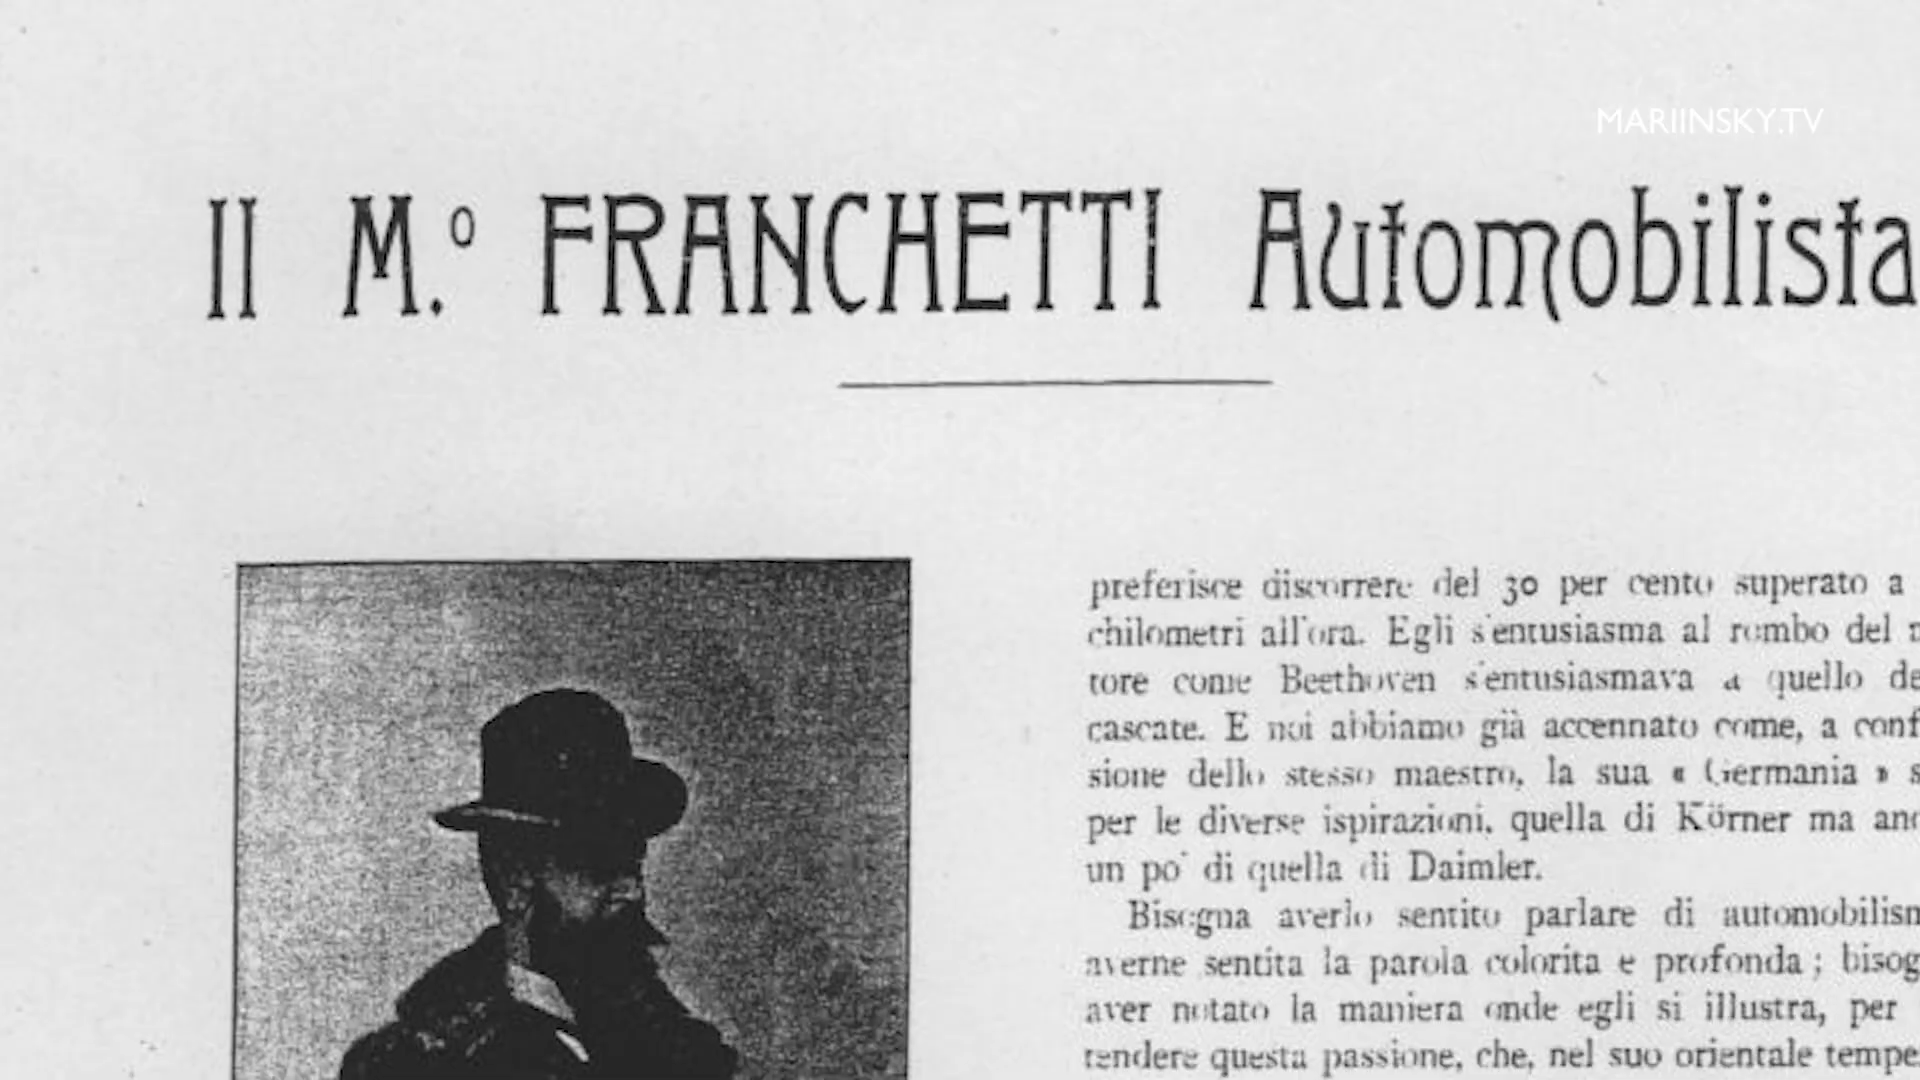 MARIINSKY.TV
Il M.o FRANCHETTI Automobilista
preferisce discorrere del 30 per cento superato a
chilometri all'ora. Egli s'entusiasma al rombo del
tore come Beethoven s'entusiasmava a quello de
cascate. E noi abbiamo già accennato come, a conf
sione dello stesso maestro, la sua « Germania » s
per le diverse ispirazioni, quella di Körner ma anc
un po' di quella di Daimler.
Bisogna averlo sentito parlare di automobilism
averne sentita la parola colorita e profonda ; bisog
aver notato la maniera onde egli si illustra, per
tendere questa passione, che, nel suo orientale tempe